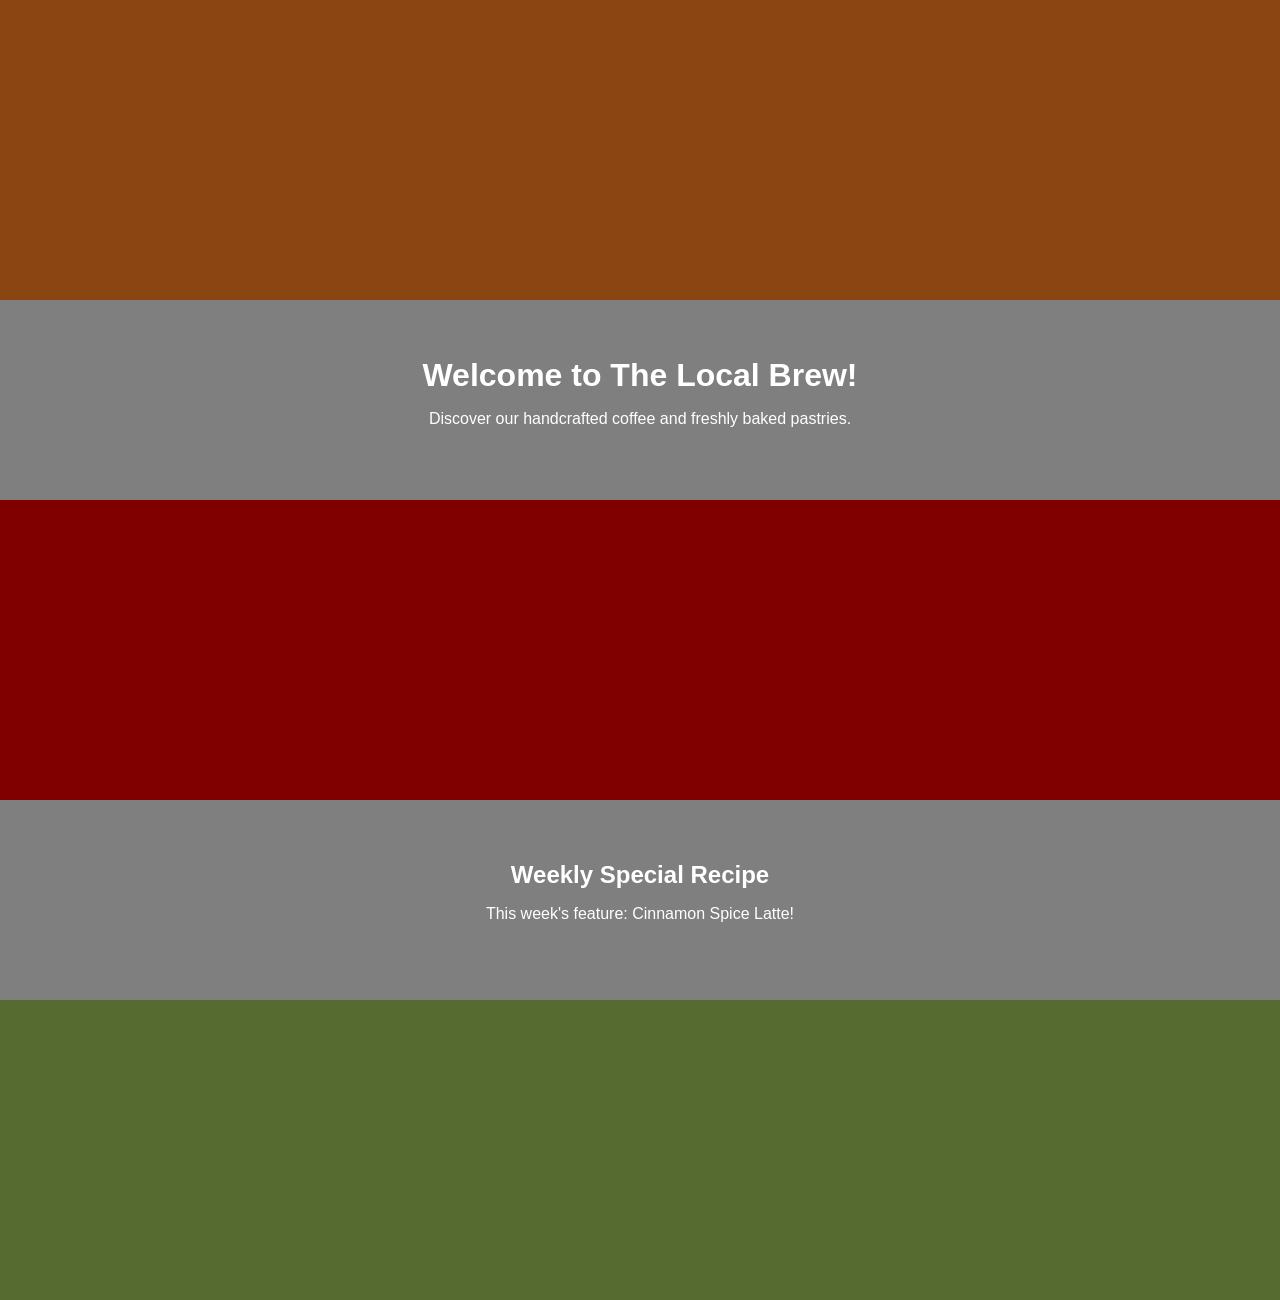 Welcome to The Local Brew!
Discover our handcrafted coffee and freshly baked pastries.
Weekly Special Recipe
This week's feature: Cinnamon Spice Latte!